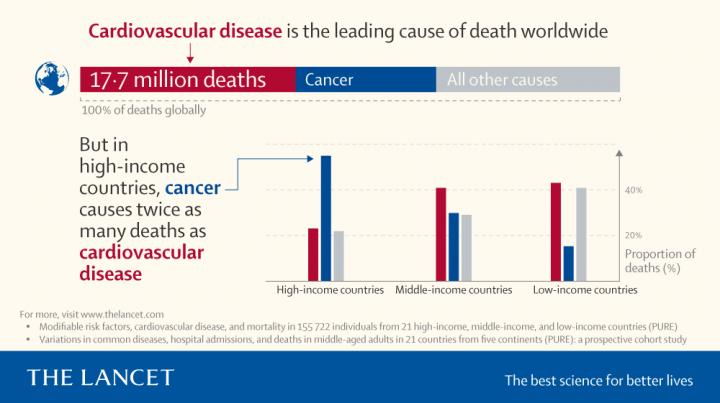 Cardiovascular disease is the leading cause of death worldwide
17·7 million deaths
Cancer
All other causes
100% of deaths globally
But in
high-income
countries, cancer
causes twice as
many deaths as
cardiovascular
disease
40%
20%
Proportion of
deaths (%)
High-income countries
Middle-income countries
Low-income countries
For more, visit www.thelancet.com
• Modifiable risk factors, cardiovascular disease, and mortality in 155 722 individuals from 21 high-income, middle-income, and low-income countries (PURE)
• Variations in common diseases, hospital admissions, and deaths in middle-aged adults in 21 countries from five continents (PURE): a prospective cohort study
THE LANCET
The best science for better lives